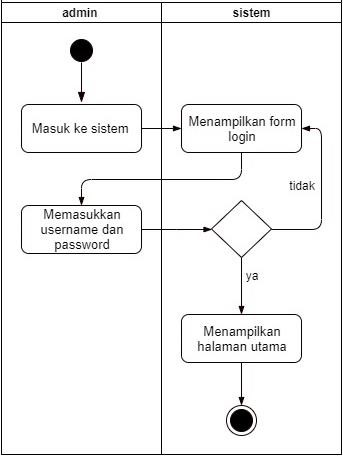 admin
sistem
Masuk ke sistem
Menampilkan form
login
tidak
Memasukkan
username dan
password
ya
Menampilkan
halaman utama